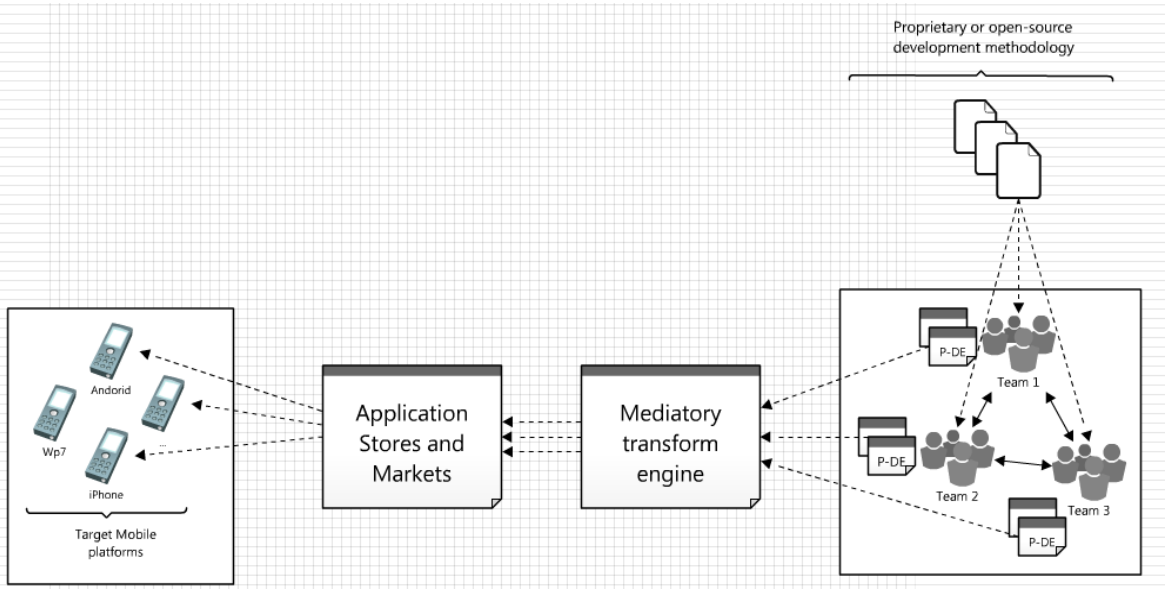 Proprietary or open-source
development methodology
P-DE
Team 1
Andorid
Application
Stores and
Markets
Mediatory
transform
engine
Wp7
...
P-DE
Team 2
iPhone
Team 3
P-DE
Target Mobile
platforms